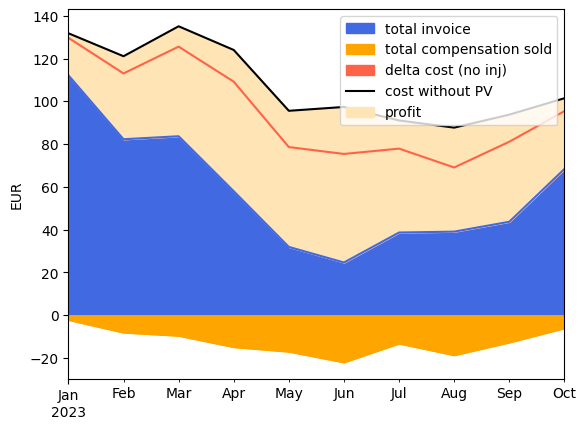 140
120
100
80
60
40
20
0
−20
EUR
total invoice
total compensation sold
delta cost (no inj)
cost without PV
profit
Jan Feb Mar Apr May Jun Jul Aug Sep Oct
2023